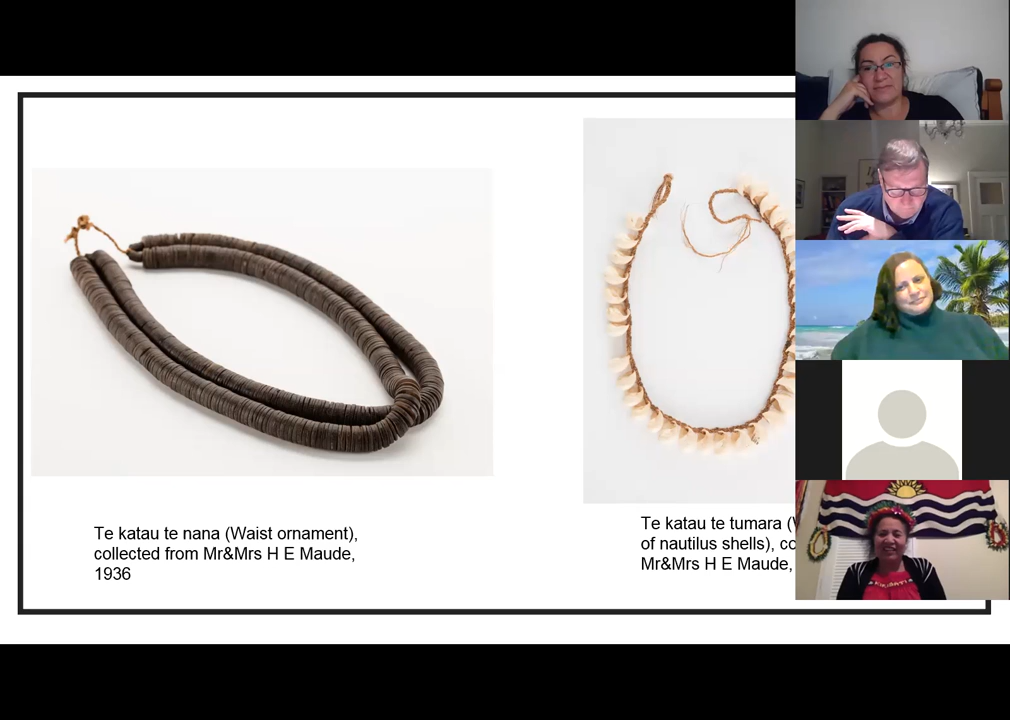 Te katau te nana (Waist ornament),
collected from Mr&Mrs H E Maude,
1936
Te katau te tumara (
of nautilus shells), co
Mr&Mrs H E Maude,
KIRIBATI